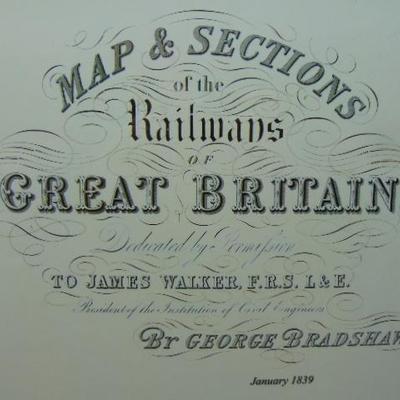 MAP & SECTIONS
of the
Railways
OF
GREAT BRITAIN
Dedicated by Permission
TO JAMES WALKER, F.R.S. L & E.
President of the Institution of Civil Engineers
BY GEORGE BRADSHAW
January 1839